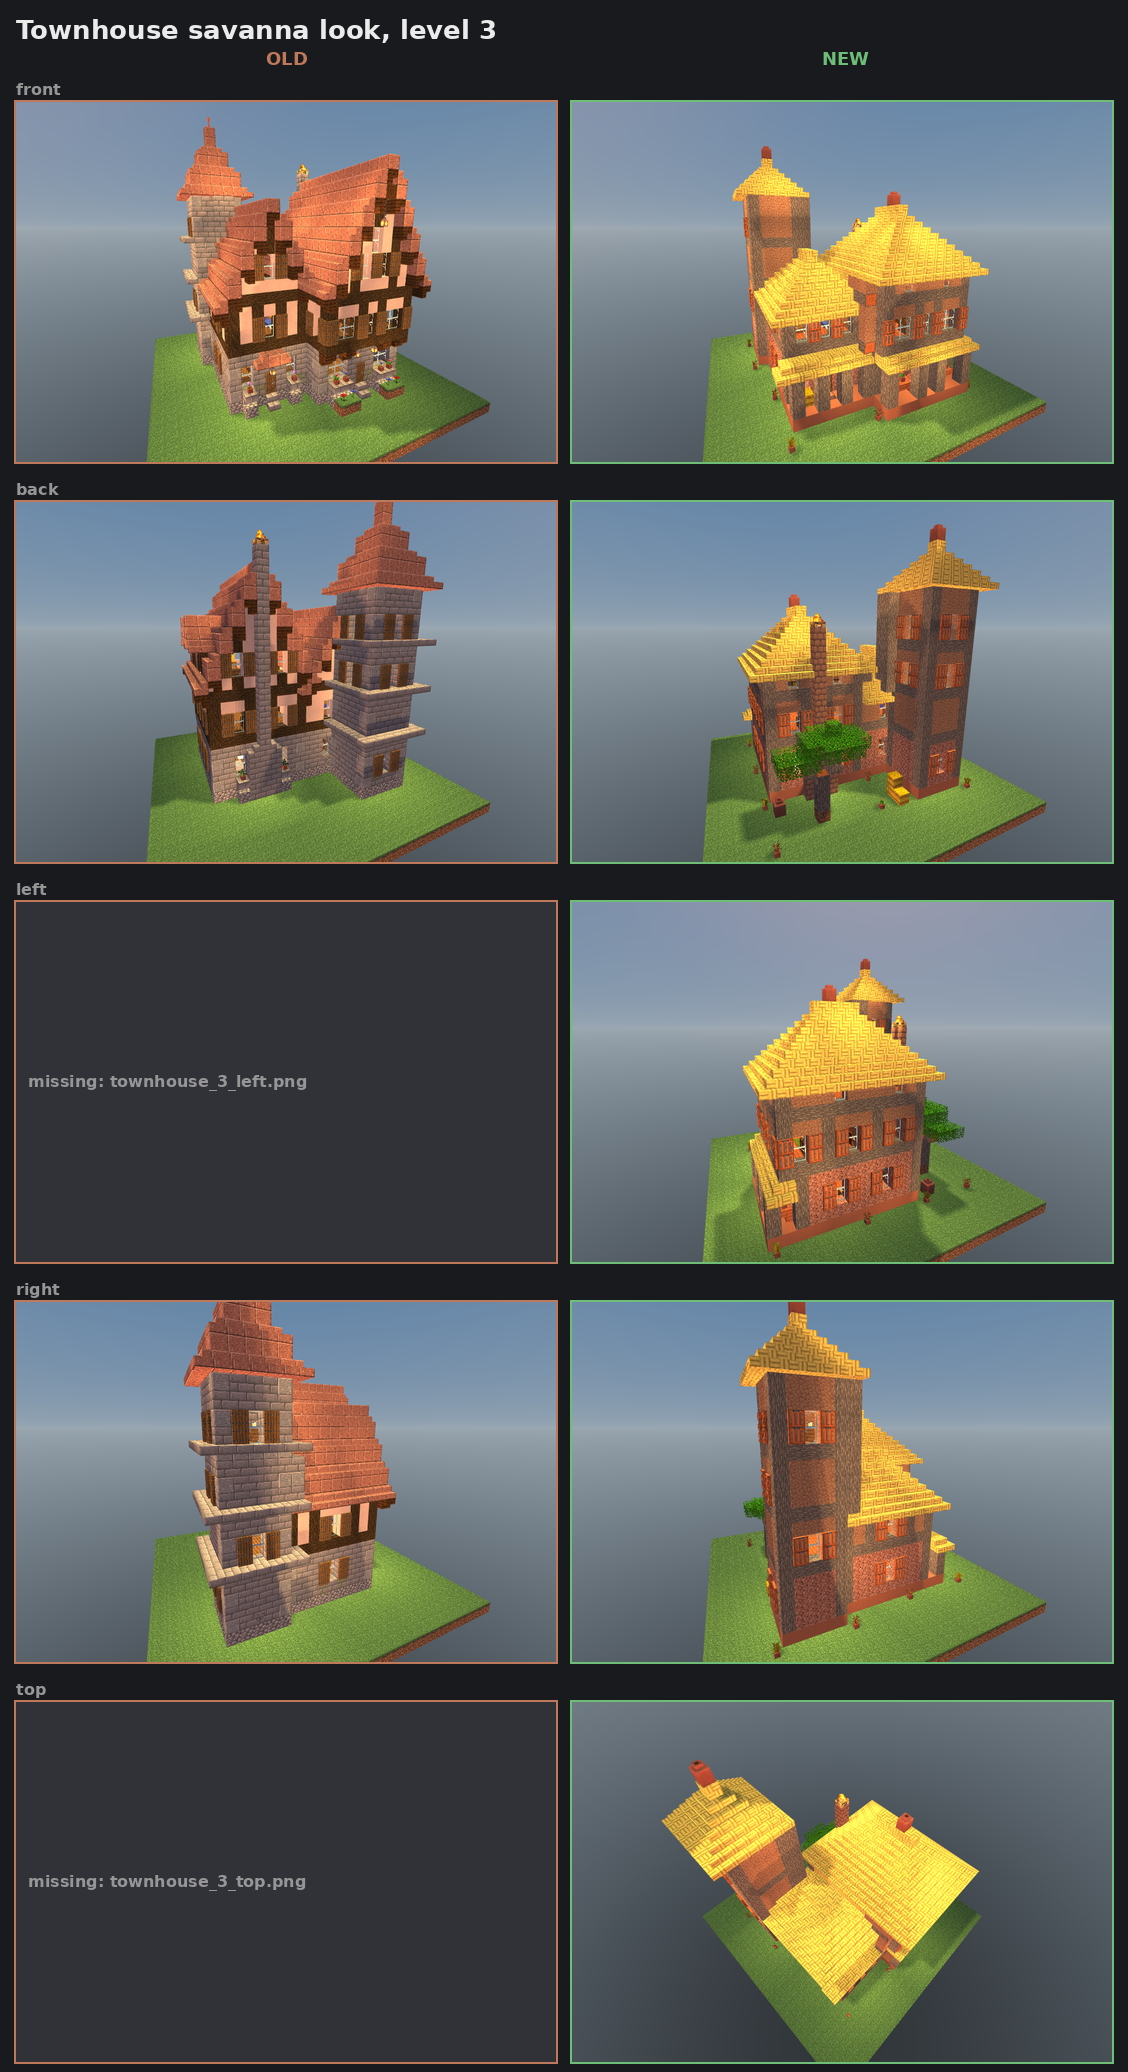 Townhouse savanna look, level 3
OLD
NEW
front
back
left
missing: townhouse_3_left.png
right
top
missing: townhouse_3_top.png